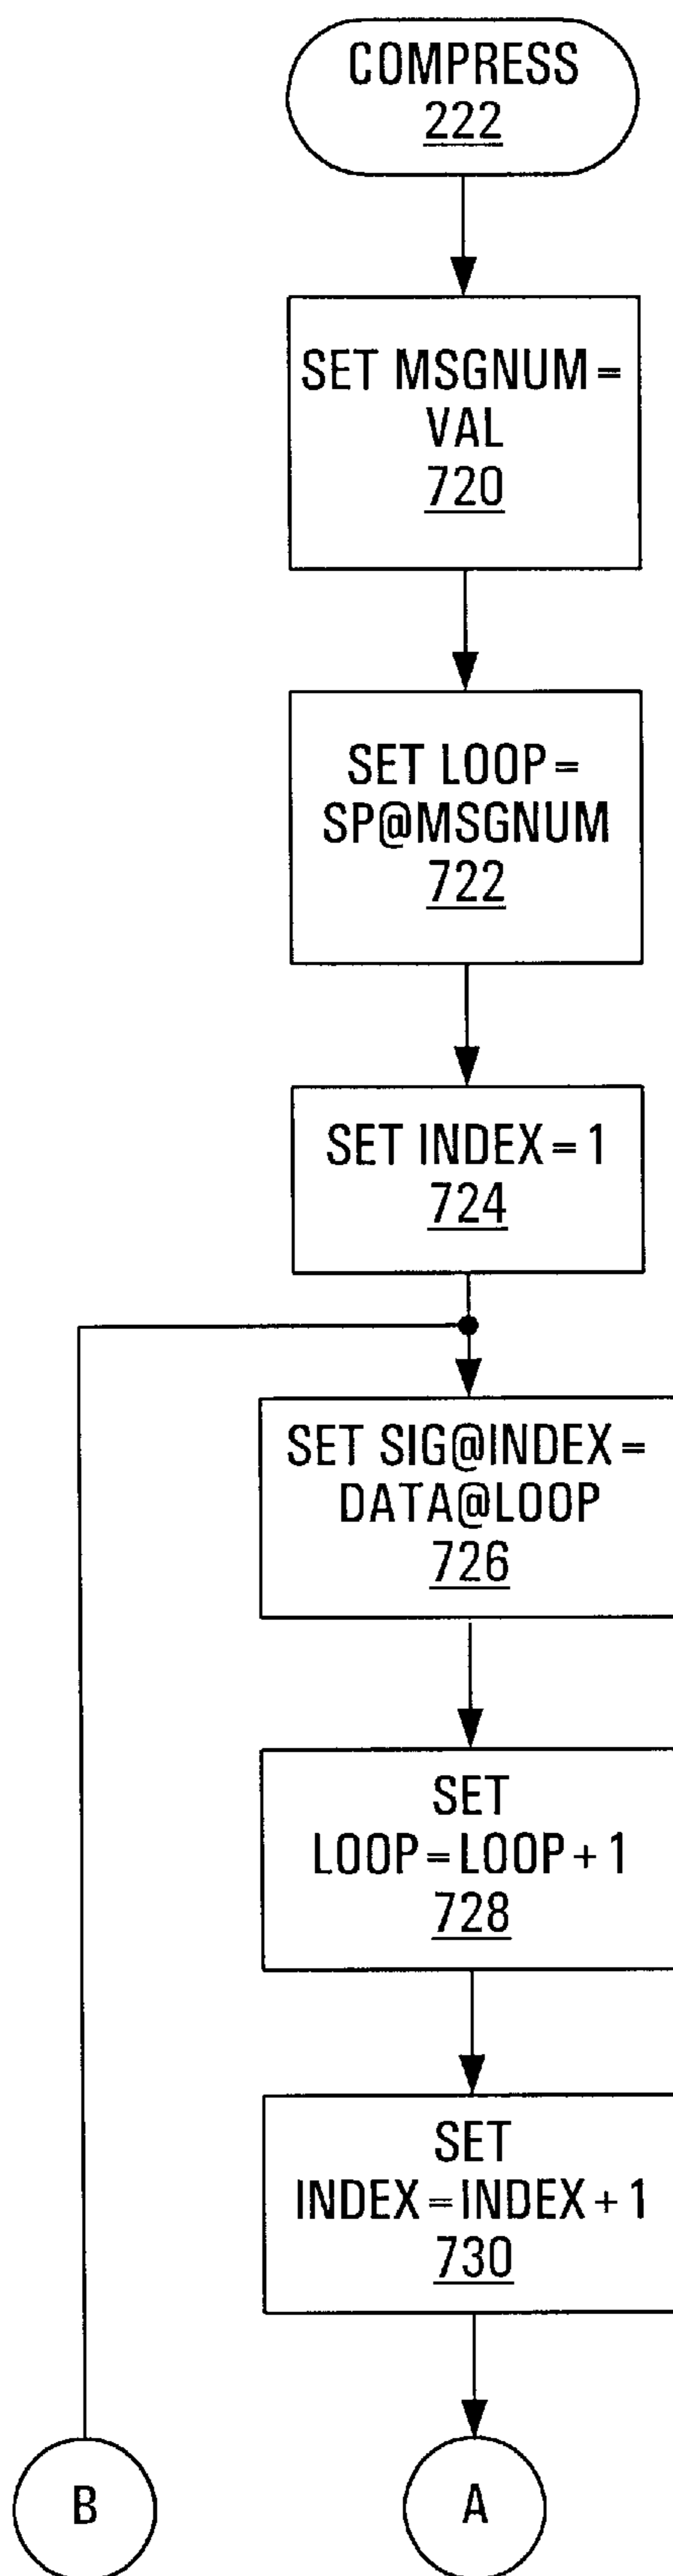 COMPRESS
222
SET MSGNUM =
VAL
720
SET LOOP =
SP@MSGNUM
722
SET INDEX = 1
724
SET SIG@INDEX =
DATA@LOOP
726
SET
LOOP = LOOP + 1
728
SET
INDEX = INDEX + 1
730
B
A